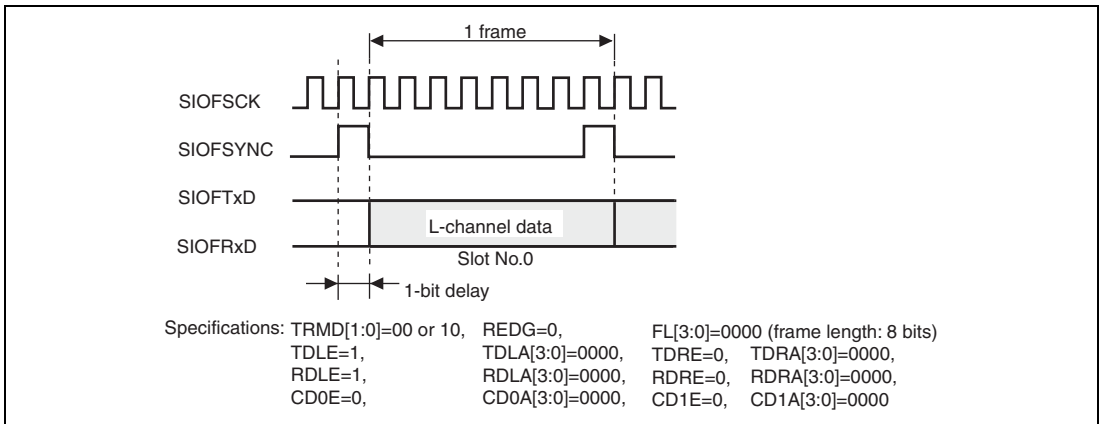 1 frame
SIOFSCK
SIOFSYNC
SIOFTxD
L-channel data
SIOFRxD
Slot No.0
1-bit delay
Specifications: TRMD[1:0]=00 or 10, REDG=0, FL[3:0]=0000 (frame length: 8 bits)
TDLE=1, TDLA[3:0]=0000, TDRE=0, TDRA[3:0]=0000,
RDLE=1, RDLA[3:0]=0000, RDRE=0, RDRA[3:0]=0000,
CD0E=0, CD0A[3:0]=0000, CD1E=0, CD1A[3:0]=0000